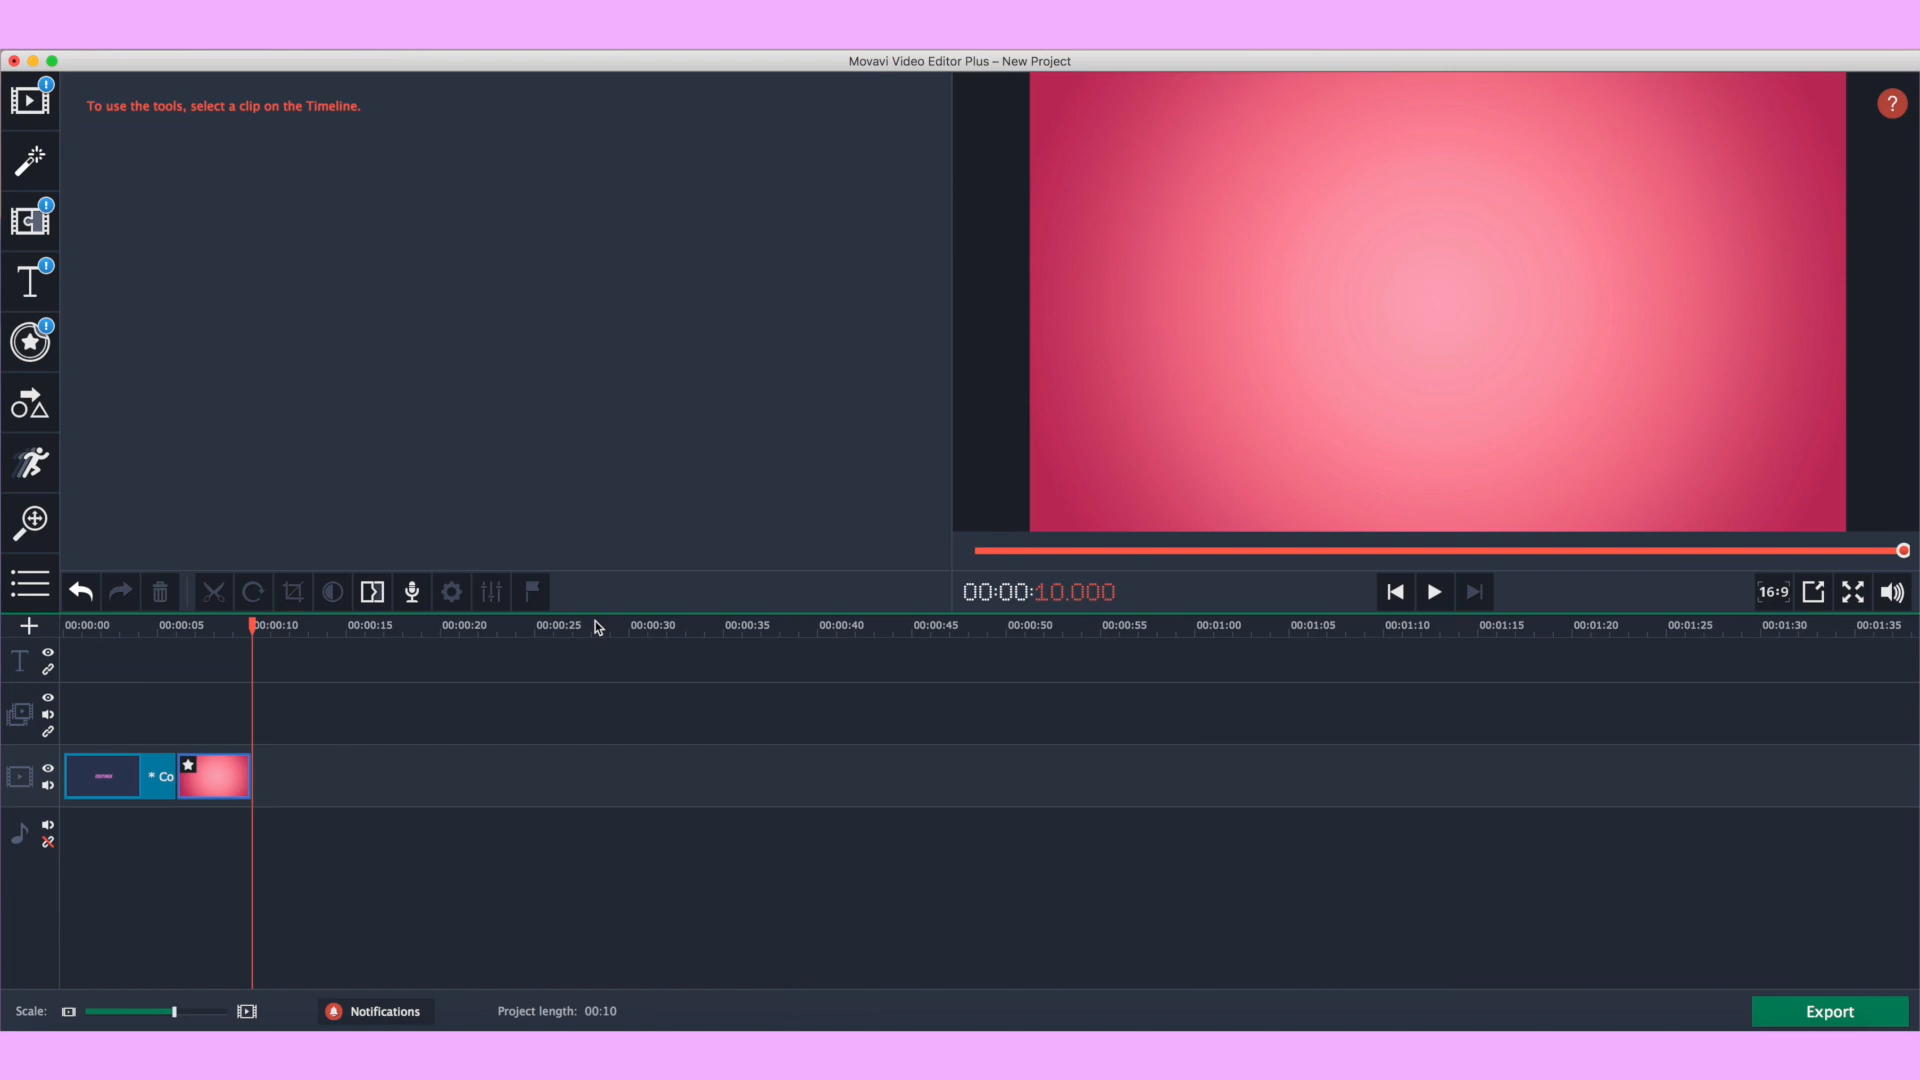 Movavi Video Editor Plus – New Project
To use the tools, select a clip on the Timeline.
?
T
00:00:10.000
16:9
00:00:00 00:00:05 00:00:10 00:00:15 00:00:20 00:00:25 00:00:30 00:00:35 00:00:40 00:00:45 00:00:50 00:00:55 00:01:00 00:01:05 00:01:10 00:01:15 00:01:20 00:01:25 00:01:30 00:01:35
T
* Co
Scale:
Notifications
Project length: 00:10
Export